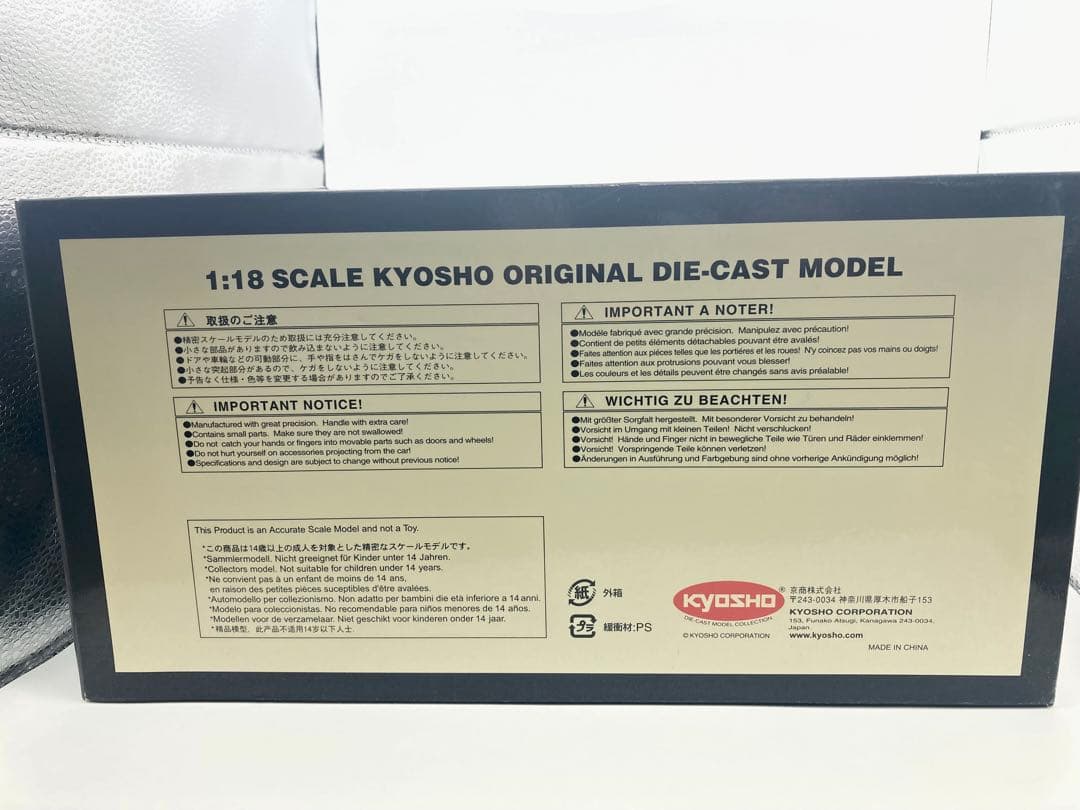 1:18 SCALE KYOSHO ORIGINAL DIE-CAST MODEL
取扱のご注意
●精密スケールモデルのため取扱には充分注意してください。
●小さな部品がありますので飲み込まないように注意してください。
●ドアや車輪などの可動部分に、手や指をはさんでケガをしないように注意してください。
●小さな突起部分があるので、ケガをしないように注意してください。
●予告なく仕様・色等を変更する場合がありますのでご了承ください。
IMPORTANT NOTICE!
●Manufactured with great precision. Handle with extra care!
●Contains small parts. Make sure they are not swallowed!
●Do not catch your hands or fingers into movable parts such as doors and wheels!
●Do not hurt yourself on accessories projecting from the car!
●Specifications and design are subject to change without previous notice!
IMPORTANT A NOTER!
●Modèle fabriqué avec grande précision. Manipulez avec précaution!
●Contient de petits éléments détachables pouvant être avalés!
●Faites attention aux pièces telles que les portières et les roues! N'y coincez pas vos mains ou doigts!
●Faites attention aux protrusions pouvant vous blesser!
●Les couleurs et les détails peuvent être changés sans avis préalable!
WICHTIG ZU BEACHTEN!
●Mit größter Sorgfalt hergestellt. Mit besonderer Vorsicht zu behandeln!
●Vorsicht im Umgang mit kleinen Teilen! Nicht verschlucken!
●Vorsicht! Hände und Finger nicht in bewegliche Teile wie Türen und Räder einklemmen!
●Vorsicht! Vorspringende Teile können verletzen!
●Änderungen in Ausführung und Farbgebung sind ohne vorherige Ankündigung möglich!
This Product is an Accurate Scale Model and not a Toy.
*この商品は14歳以上の成人を対象とした精密なスケールモデルです。
*Sammlermodell. Nicht greeignet für Kinder unter 14 Jahren.
*Collectors model. Not suitable for children under 14 years.
*Ne convient pas à un enfant de moins de 14 ans,
en raison des petites pièces suceptibles d'être avalées.
*Automodello per collezionismo. Non adatto per bambini die età inferiore a 14 anni.
*Modelo para coleccionistas. No recomendable para niños menores de 14 años.
*Modellen voor de verzamelaar. Niet geschikt voor kinderen onder 14 jaar.
*精品模型，此产品不适用14岁以下人士.
紙 外箱
プラ 緩衝材:PS
KYOSHO®
DIE-CAST MODEL COLLECTION
© KYOSHO CORPORATION
京商株式会社
〒243-0034 神奈川県厚木市船子153
KYOSHO CORPORATION
153, Funako Atsugi, Kanagawa 243-0034,
Japan
www.kyosho.com
MADE IN CHINA